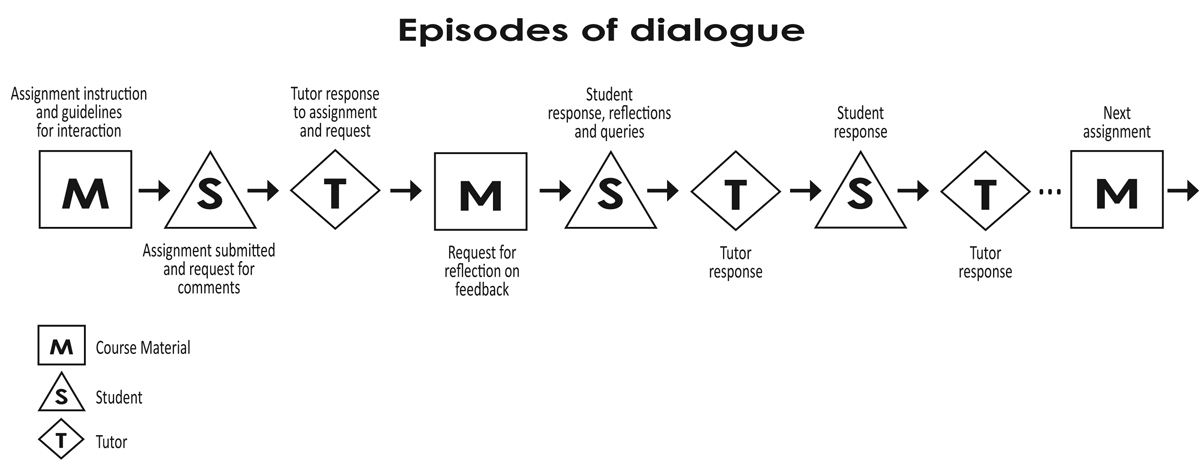 Episodes of dialogue
Assignment instruction
and guidelines
for interaction
M
S
Assignment submitted
and request for
comments
Tutor response
to assignment
and request
T
M
Request for
reflection on
feedback
Student
response, reflections
and queries
S
T
Tutor
response
Student
response
S
T
Tutor
response
...
Next
assignment
M
M Course Material
S Student
T Tutor